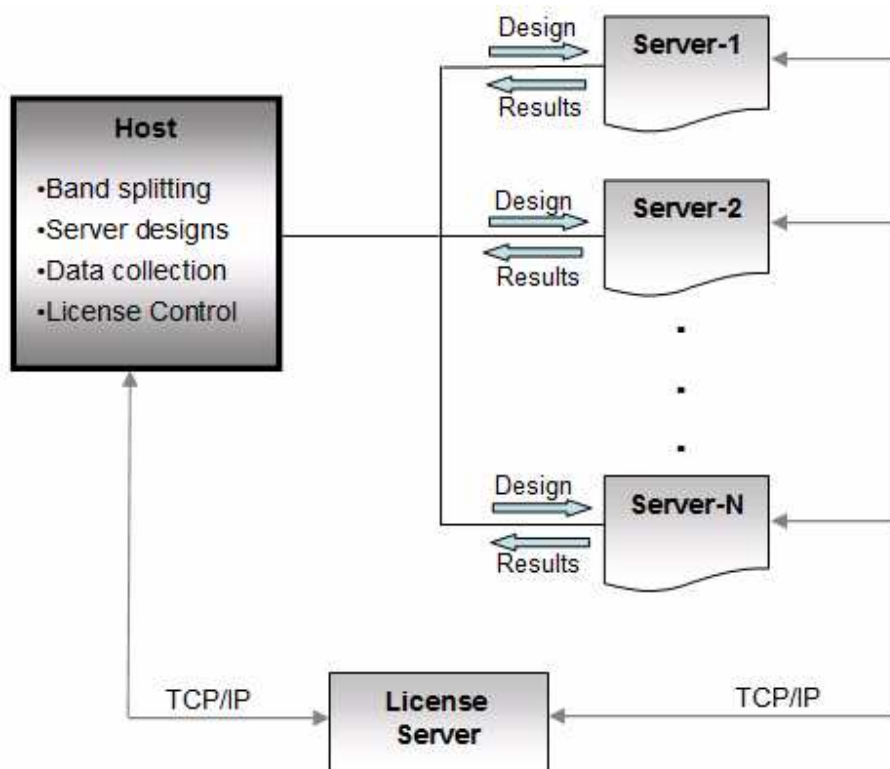 Design
Server-1
Results
Host
•Band splitting
•Server designs
•Data collection
•License Control
Design
Server-2
Results
Design
Server-N
Results
TCP/IP
License
Server
TCP/IP